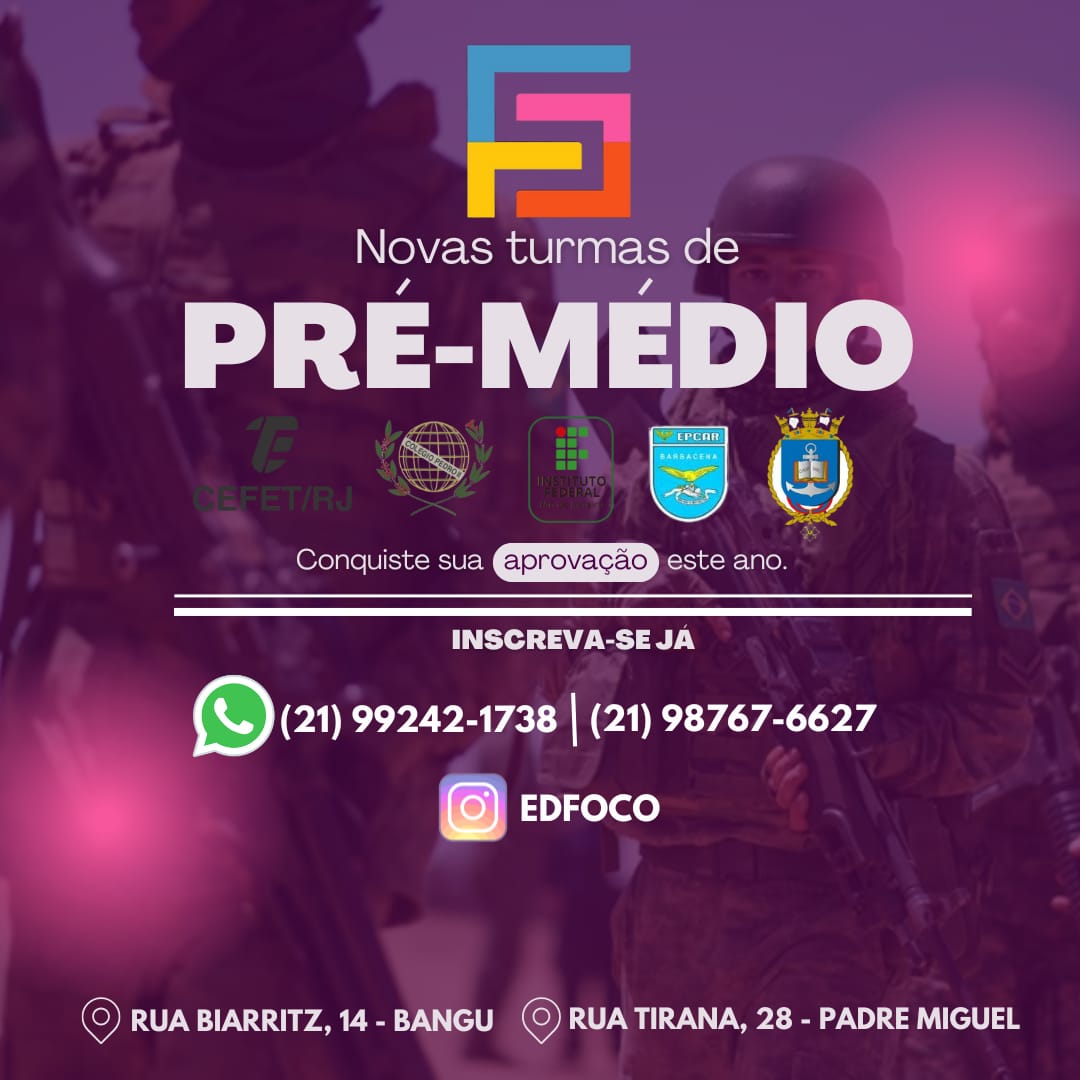 Novas turmas de
PRÉ-MÉDIO
CEFET/RJ
COLEGIO PEDRO II
INSTITUTO
FEDERAL
EPCAR
BARBACENA
Conquiste sua aprovação este ano.
INSCREVA-SE JÁ
(21) 99242-1738 | (21) 98767-6627
EDFOCO
RUA BIARRITZ, 14 - BANGU
RUA TIRANA, 28 - PADRE MIGUEL